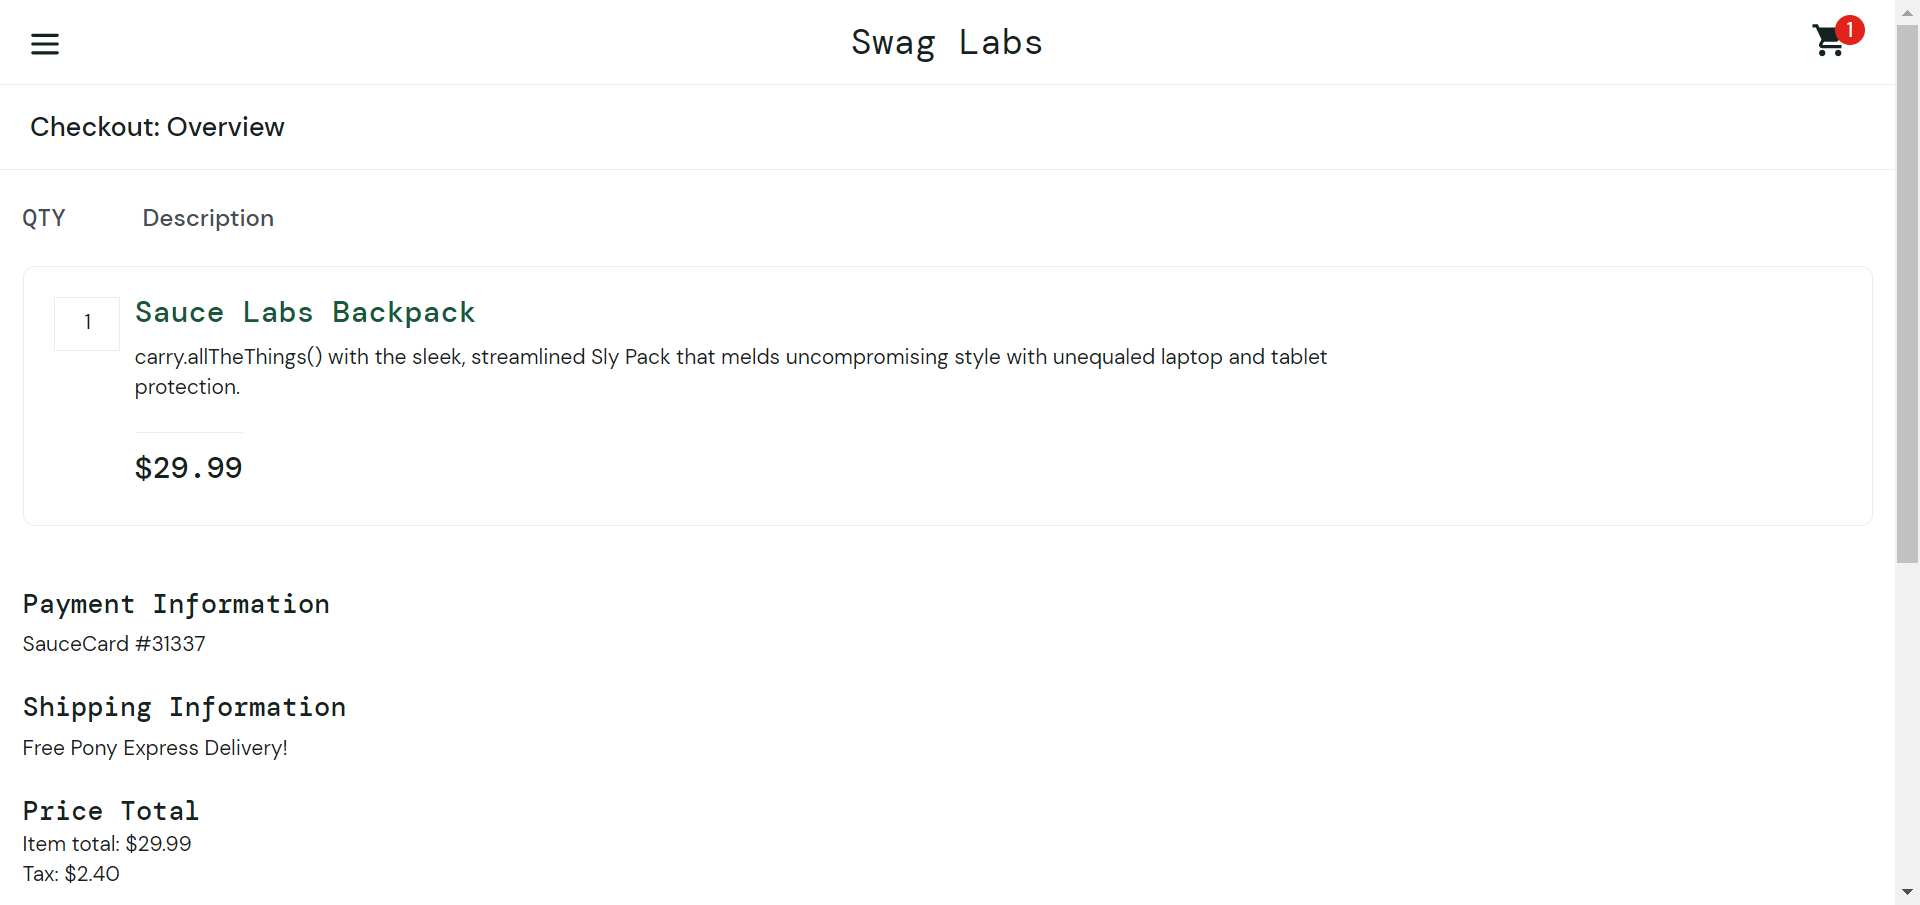 Swag Labs
1
Checkout: Overview
QTY
Description
1
Sauce Labs Backpack
carry.allTheThings() with the sleek, streamlined Sly Pack that melds uncompromising style with unequaled laptop and tablet
protection.
$29.99
Payment Information
SauceCard #31337
Shipping Information
Free Pony Express Delivery!
Price Total
Item total: $29.99
Tax: $2.40